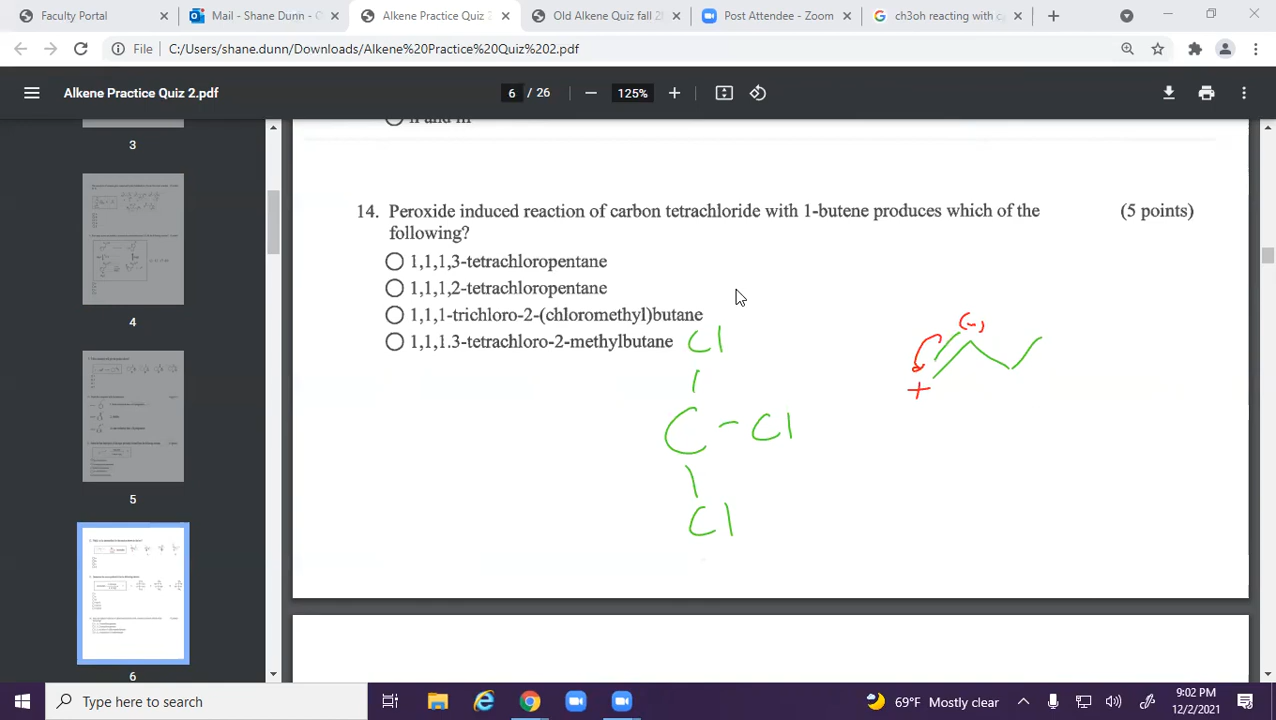 Faculty Portal
Mail - Shane Dunn - O
Alkene Practice Quiz 2.
Old Alkene Quiz fall 2
Post Attendee - Zoom
ch3oh reacting with c
File
C:/Users/shane.dunn/Downloads/Alkene%20Practice%20Quiz%202.pdf
Alkene Practice Quiz 2.pdf
6 / 26
125%
3
4
5
6
14. Peroxide induced reaction of carbon tetrachloride with 1-butene produces which of the (5 points)
following?
1,1,1,3-tetrachloropentane
1,1,1,2-tetrachloropentane
1,1,1-trichloro-2-(chloromethyl)butane
1,1,1.3-tetrachloro-2-methylbutane
Cl
C - Cl
Cl
(-)
+
Type here to search
69°F Mostly clear
9:02 PM
12/2/2021